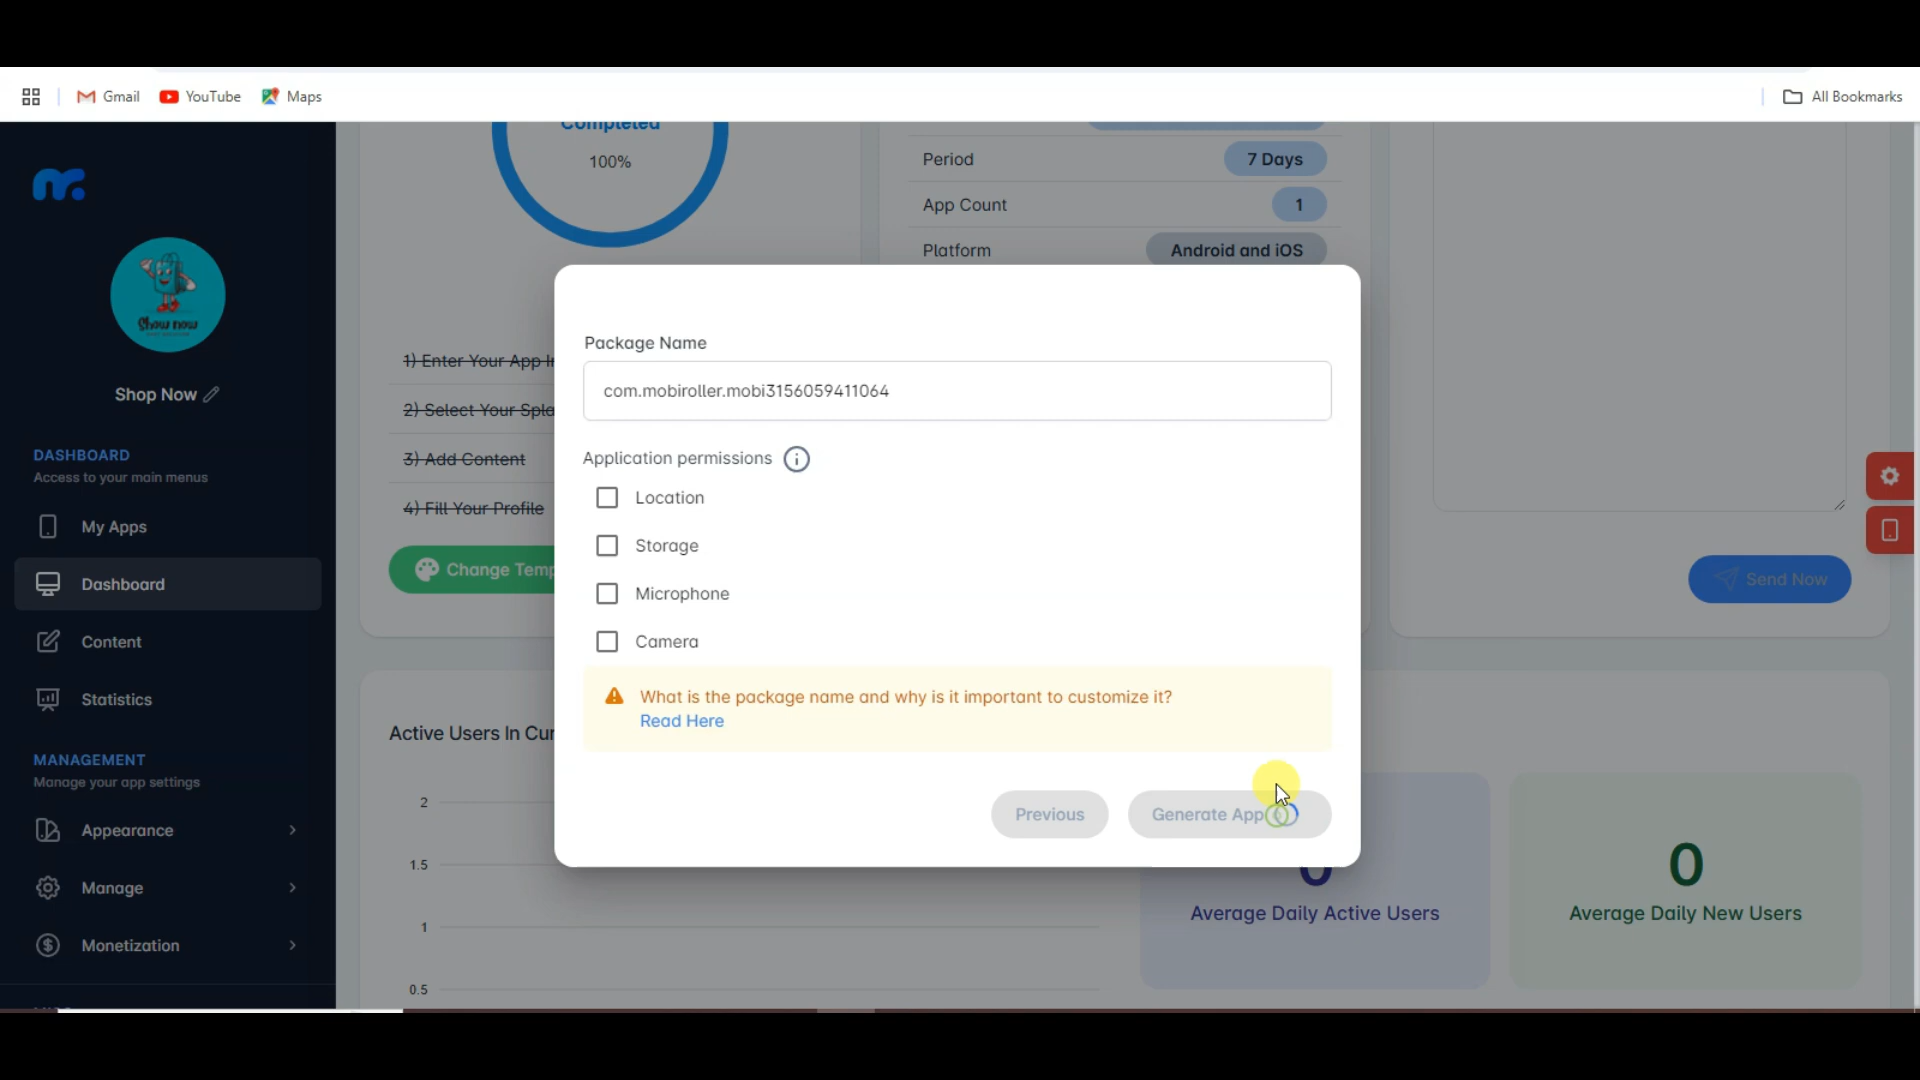 Gmail
YouTube
Maps
All Bookmarks
Show now
Shop Now
DASHBOARD
Access to your main menus
My Apps
Dashboard
Content
Statistics
MANAGEMENT
Manage your app settings
Appearance
Manage
Monetization
Completed
100%
1) Enter Your App I
2) Select Your Spla
3) Add Content
4) Fill Your Profile
Change Temp
Period
7 Days
App Count
1
Platform
Android and iOS
Package Name
com.mobiroller.mobi3156059411064
Application permissions
Location
Storage
Microphone
Camera
What is the package name and why is it important to customize it?
Read Here
Previous
Generate App
Send Now
Active Users In Cur
2
1.5
1
0.5
0
Average Daily Active Users
0
Average Daily New Users